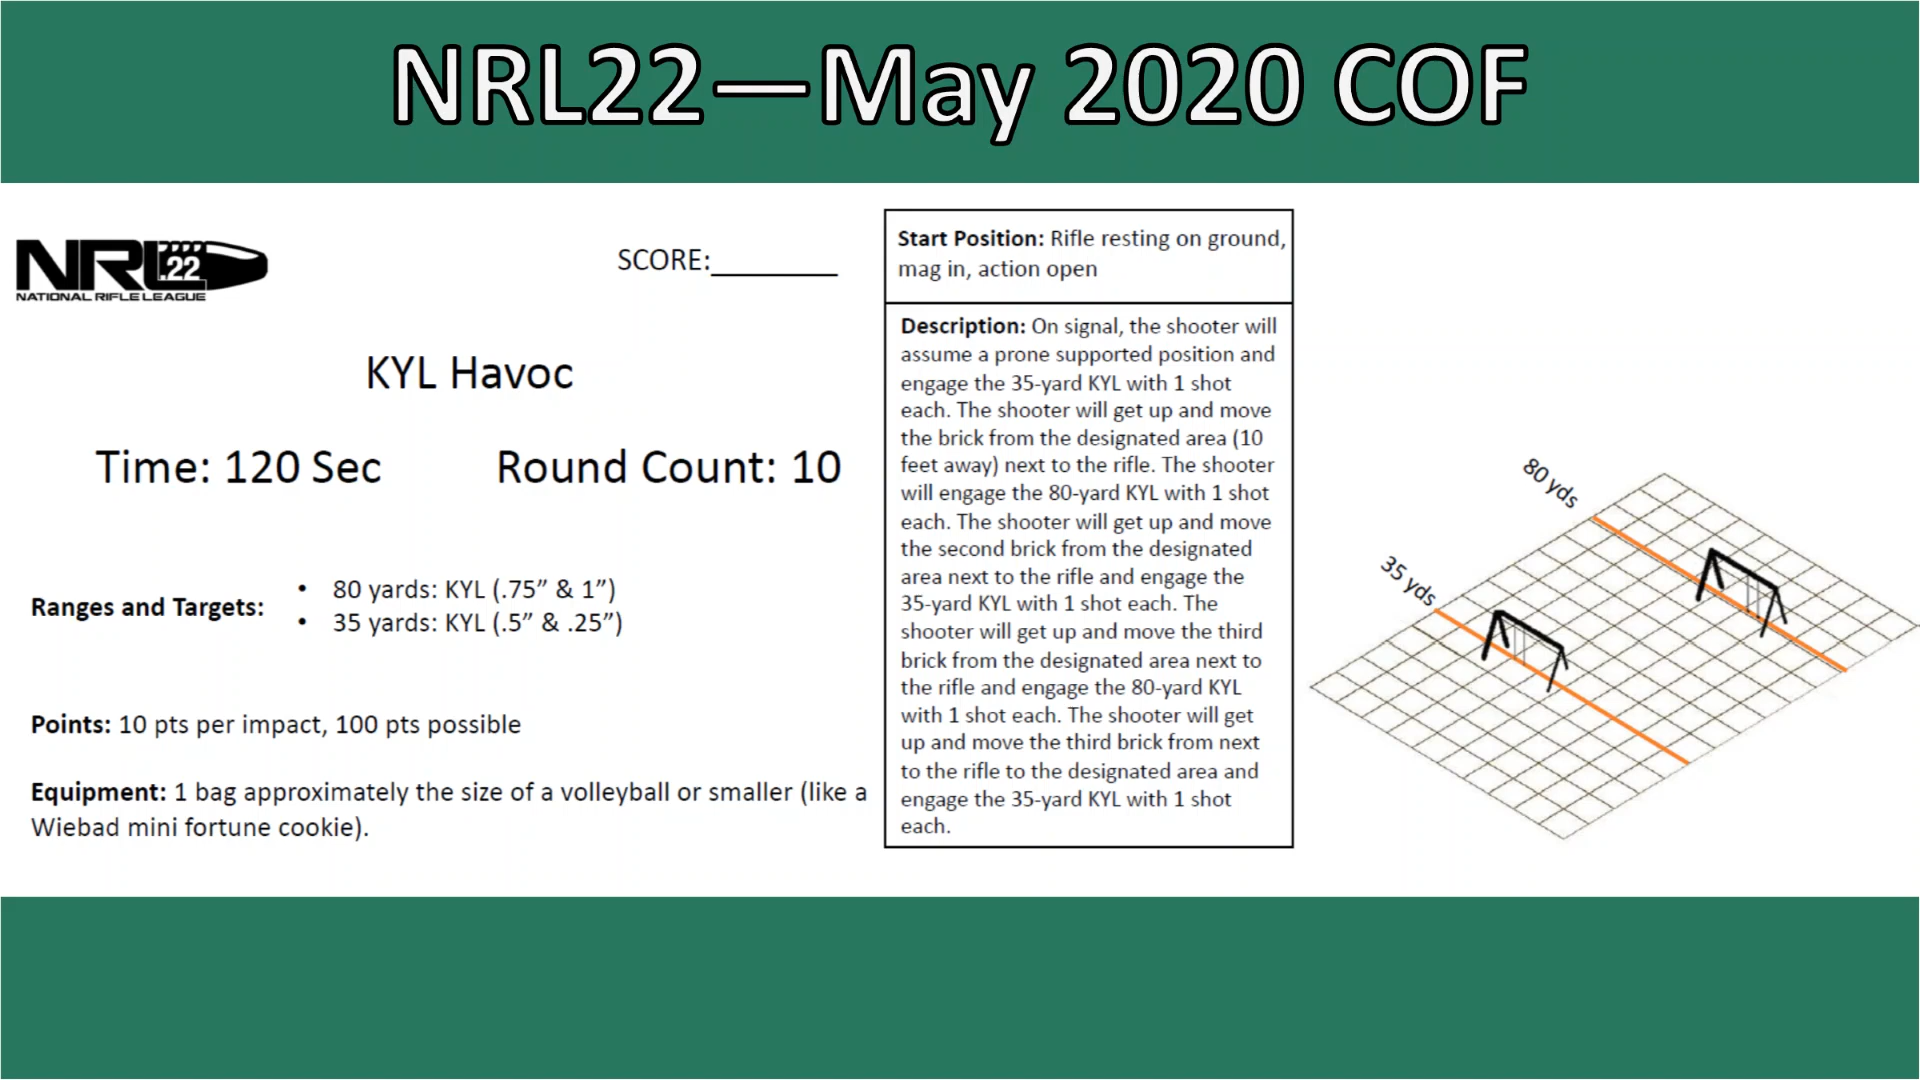 NRL22—May 2020 COF
NRL
.22
NATIONAL RIFLE LEAGUE
SCORE:_________
KYL Havoc
Time: 120 Sec
Round Count: 10
Ranges and Targets:
• 80 yards: KYL (.75” & 1”)
• 35 yards: KYL (.5” & .25”)
Points: 10 pts per impact, 100 pts possible
Equipment: 1 bag approximately the size of a volleyball or smaller (like a
Wiebad mini fortune cookie).
Start Position: Rifle resting on ground,
mag in, action open
Description: On signal, the shooter will
assume a prone supported position and
engage the 35-yard KYL with 1 shot
each. The shooter will get up and move
the brick from the designated area (10
feet away) next to the rifle. The shooter
will engage the 80-yard KYL with 1 shot
each. The shooter will get up and move
the second brick from the designated
area next to the rifle and engage the
35-yard KYL with 1 shot each. The
shooter will get up and move the third
brick from the designated area next to
the rifle and engage the 80-yard KYL
with 1 shot each. The shooter will get
up and move the third brick from next
to the rifle to the designated area and
engage the 35-yard KYL with 1 shot
each.
80 yds
35 yds